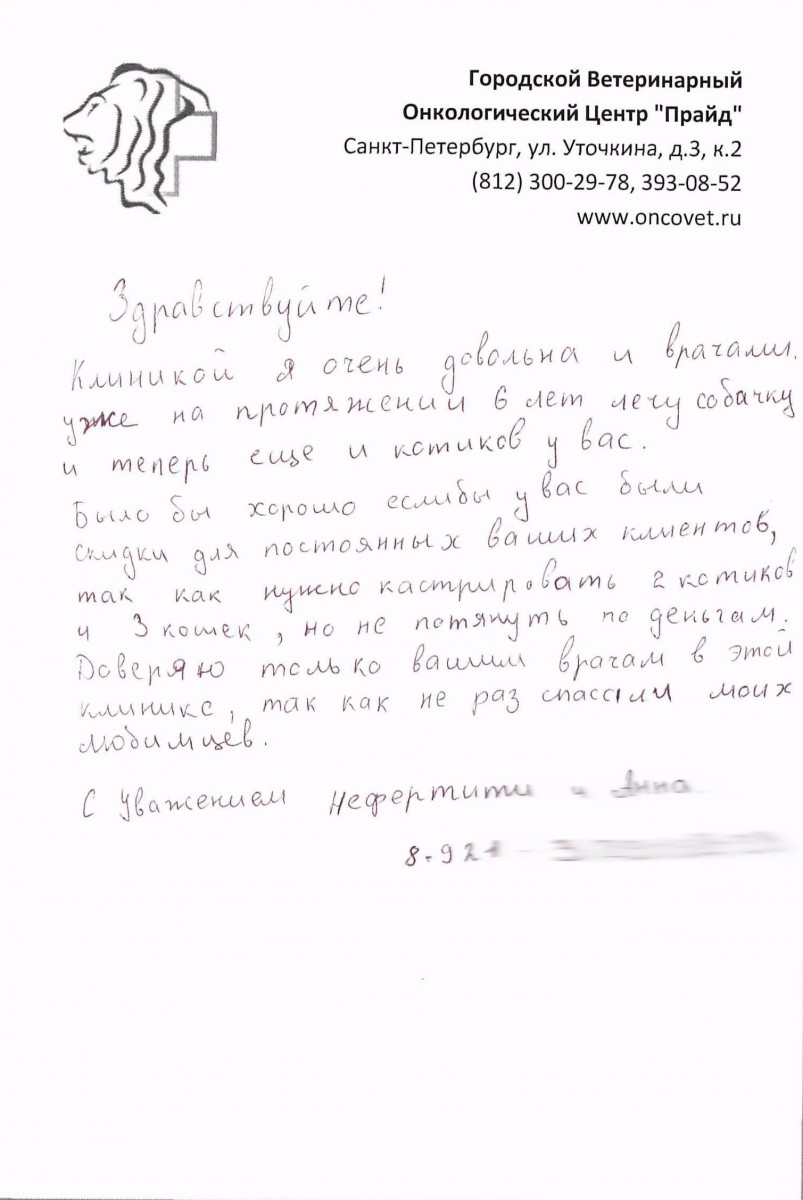 Городской Ветеринарный
Онкологический Центр "Прайд"
Санкт-Петербург, ул. Уточкина, д.3, к.2
(812) 300-29-78, 393-08-52
www.oncovet.ru
Здравствуйте!
Клиникой я очень довольна и врачами.
уже на протяжении 6 лет лечу собачку
и теперь еще и котиков у вас.
Было бы хорошо еслибы у вас были
скидки для постоянных ваших клиентов,
так как нужно кастрировать 2 котиков
и 3 кошек, но не потянуть по деньгам.
Доверяю только вашим врачам в этой
клинике, так как не раз спассли моих
любимцев.
С Уважением Нефертити и Анна
8-921